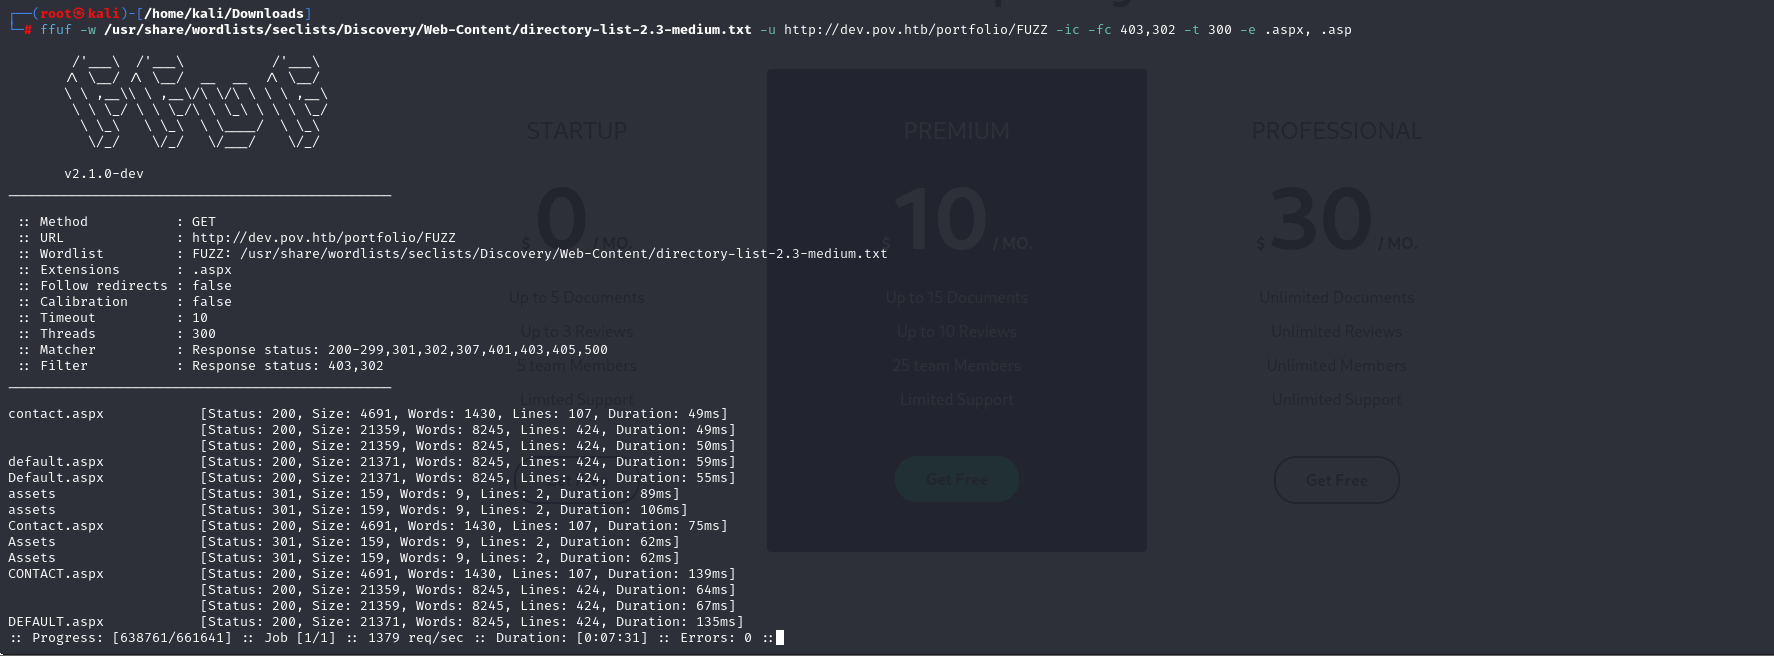 ┌──(root㉿kali)-[/home/kali/Downloads]
└─# ffuf -w /usr/share/wordlists/seclists/Discovery/Web-Content/directory-list-2.3-medium.txt -u http://dev.pov.htb/portfolio/FUZZ -ic -fc 403,302 -t 300 -e .aspx, .asp
        /'___\  /'___\           /'___\
       /\ \__/ /\ \__/  __  __  /\ \__/
       \ \ ,__\\ \ ,__\/\ \/\ \ \ \ ,__\
        \ \ \_/ \ \ \_/\ \ \_\ \ \ \ \_/
         \ \_\   \ \_\  \ \____/  \ \_\
          \/_/    \/_/   \/___/    \/_/
       v2.1.0-dev
________________________________________________
 :: Method           : GET
 :: URL              : http://dev.pov.htb/portfolio/FUZZ
 :: Wordlist         : FUZZ: /usr/share/wordlists/seclists/Discovery/Web-Content/directory-list-2.3-medium.txt
 :: Extensions       : .aspx
 :: Follow redirects : false
 :: Calibration      : false
 :: Timeout          : 10
 :: Threads          : 300
 :: Matcher          : Response status: 200-299,301,302,307,401,403,405,500
 :: Filter           : Response status: 403,302
________________________________________________
contact.aspx            [Status: 200, Size: 4691, Words: 1430, Lines: 107, Duration: 49ms]
                        [Status: 200, Size: 21359, Words: 8245, Lines: 424, Duration: 49ms]
                        [Status: 200, Size: 21359, Words: 8245, Lines: 424, Duration: 50ms]
default.aspx            [Status: 200, Size: 21371, Words: 8245, Lines: 424, Duration: 59ms]
Default.aspx            [Status: 200, Size: 21371, Words: 8245, Lines: 424, Duration: 55ms]
assets                  [Status: 301, Size: 159, Words: 9, Lines: 2, Duration: 89ms]
assets                  [Status: 301, Size: 159, Words: 9, Lines: 2, Duration: 106ms]
Contact.aspx            [Status: 200, Size: 4691, Words: 1430, Lines: 107, Duration: 75ms]
Assets                  [Status: 301, Size: 159, Words: 9, Lines: 2, Duration: 62ms]
Assets                  [Status: 301, Size: 159, Words: 9, Lines: 2, Duration: 62ms]
CONTACT.aspx            [Status: 200, Size: 4691, Words: 1430, Lines: 107, Duration: 139ms]
                        [Status: 200, Size: 21359, Words: 8245, Lines: 424, Duration: 64ms]
                        [Status: 200, Size: 21359, Words: 8245, Lines: 424, Duration: 67ms]
DEFAULT.aspx            [Status: 200, Size: 21371, Words: 8245, Lines: 424, Duration: 135ms]
:: Progress: [638761/661641] :: Job [1/1] :: 1379 req/sec :: Duration: [0:07:31] :: Errors: 0 ::
STARTUP
$ 0 / MO.
Up to 5 Documents
Up to 3 Reviews
5 team Members
Limited Support
PREMIUM
$ 10 / MO.
Up to 15 Documents
Up to 10 Reviews
25 team Members
Limited Support
Get Free
PROFESSIONAL
$ 30 / MO.
Unlimited Documents
Unlimited Reviews
Unlimited Members
Unlimited Support
Get Free